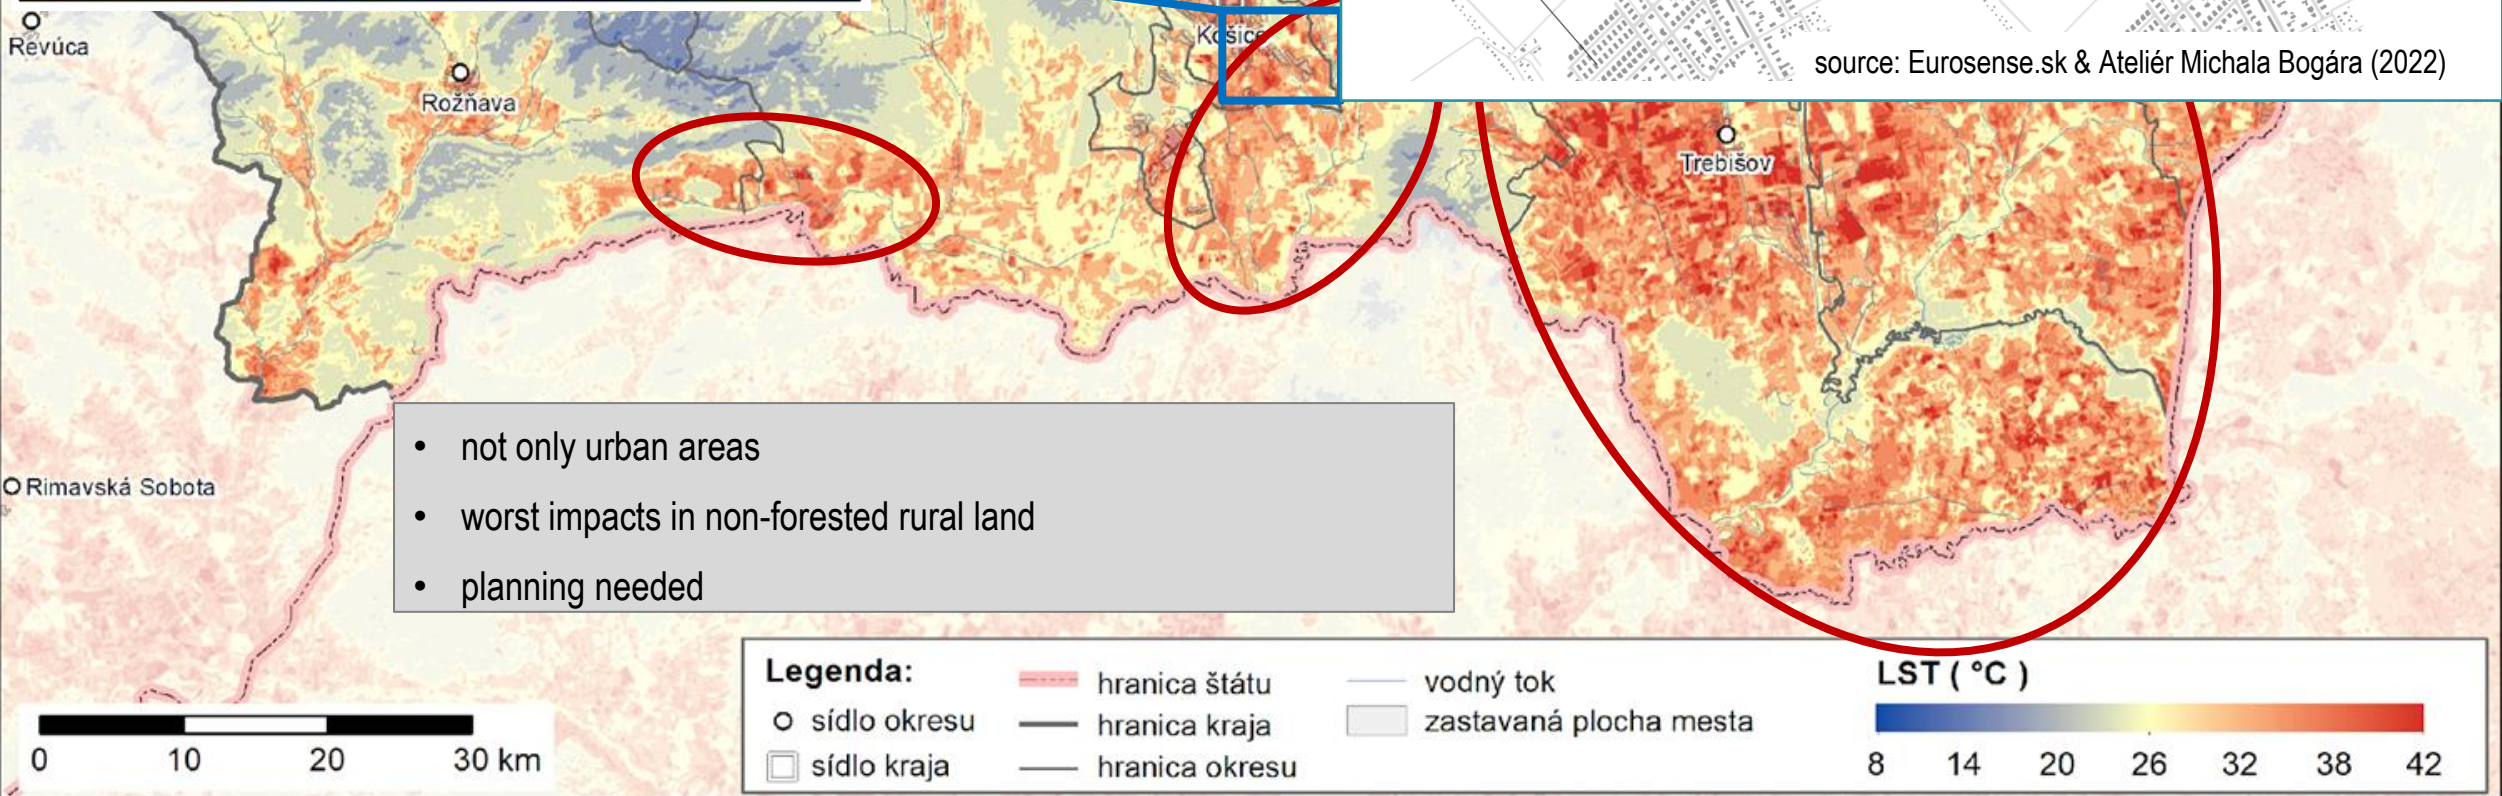 Revúca
Košice
source: Eurosense.sk & Ateliér Michala Bogára (2022)
Rožňava
Trebišov
• not only urban areas
Rimavská Sobota
• worst impacts in non-forested rural land
• planning needed
Legenda:
sídlo okresu
sídlo kraja
hranica štátu
hranica kraja
hranica okresu
vodný tok
zastavaná plocha mesta
LST ( °C )
8 14 20 26 32 38 42
0 10 20 30 km